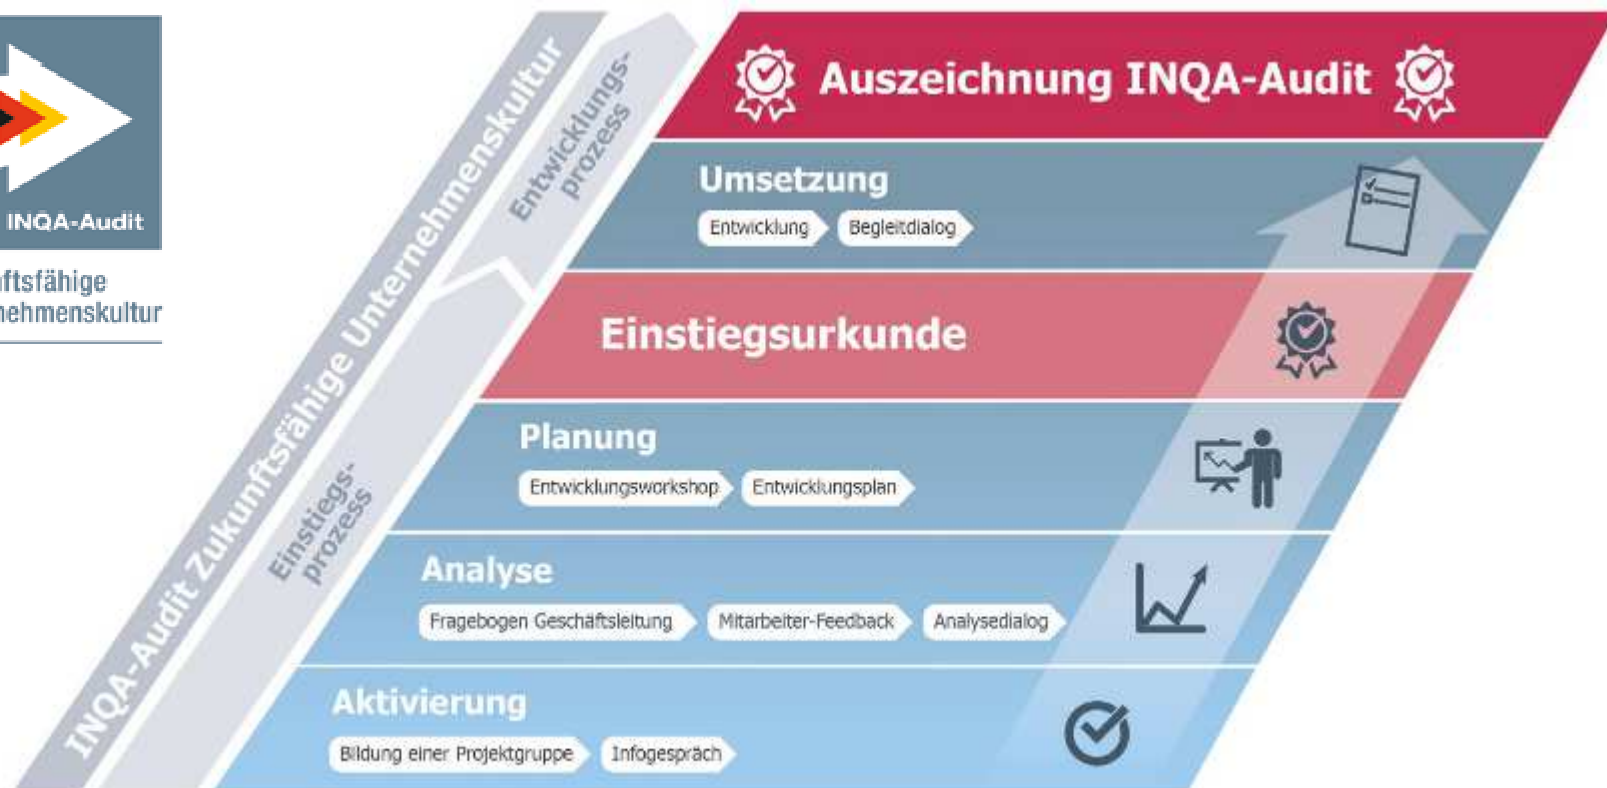 INQA-Audit
ftsfähige
nehmenskultur
INQA-Audit Zukunftsfähige Unternehmenskultur
Entwicklungs-
prozess
Einstiegs-
prozess
Auszeichnung INQA-Audit
Umsetzung
Entwicklung
Begleitdialog
Einstiegsurkunde
Planung
Entwicklungsworkshop
Entwicklungsplan
Analyse
Fragebogen Geschäftsleitung
Mitarbeiter-Feedback
Analysedialog
Aktivierung
Bildung einer Projektgruppe
Infogespräch